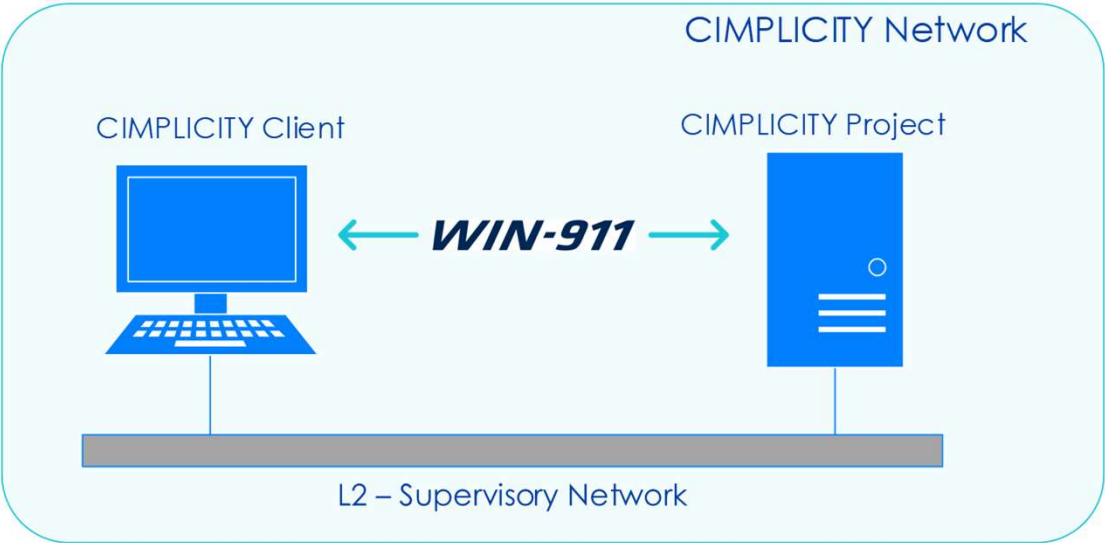 CIMPLICITY Network
CIMPLICITY Client
CIMPLICITY Project
WIN-911
L2 – Supervisory Network